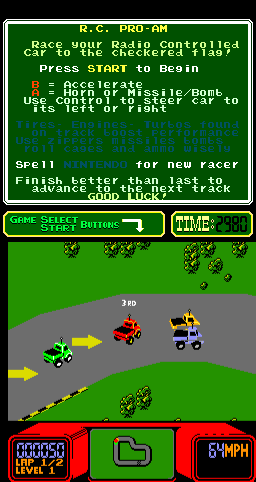 R.C. PRO-AM
Race your Radio Controlled
Car to the checkered flag!
Press START to Begin
B = Accelerate
A = Horn or Missile/Bomb
Use Control to steer car to
its left or right
Tires- Engines- Turbos found
on track boost performance
Use zippers missiles bombs
roll cages and ammo wisely
Spell NINTENDO for new racer
Finish better than last to
advance to the next track
GOOD LUCK!
GAME SELECT
START BUTTONS
TIME: 2980
3RD
000050
LAP 1/2
LEVEL 1
64MPH